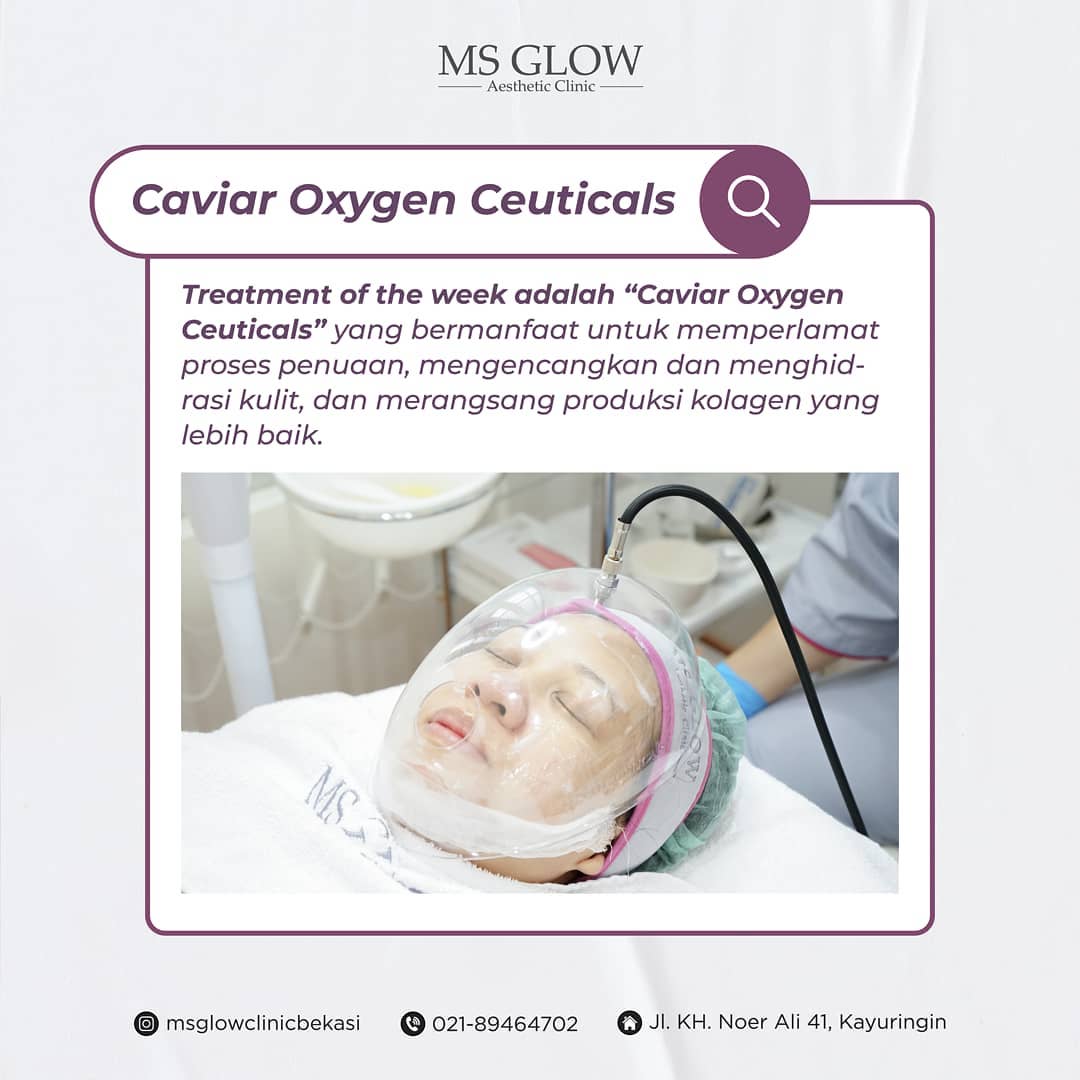 MS GLOW
Aesthetic Clinic
Caviar Oxygen Ceuticals
Treatment of the week adalah “Caviar Oxygen
Ceuticals” yang bermanfaat untuk memperlamat
proses penuaan, mengencangkan dan menghid-
rasi kulit, dan merangsang produksi kolagen yang
lebih baik.
MS G
msglowclinicbekasi
021-89464702
Jl. KH. Noer Ali 41, Kayuringin